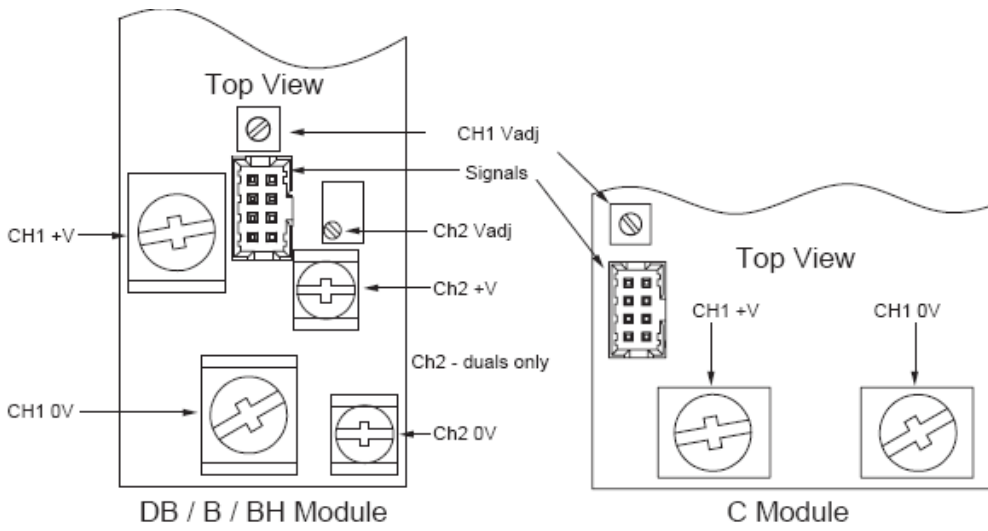 Top View
CH1 Vadj
Signals
CH1 +V
Ch2 Vadj
Ch2 +V
Ch2 - duals only
CH1 0V
Ch2 0V
DB / B / BH Module
Top View
CH1 +V
CH1 0V
C Module